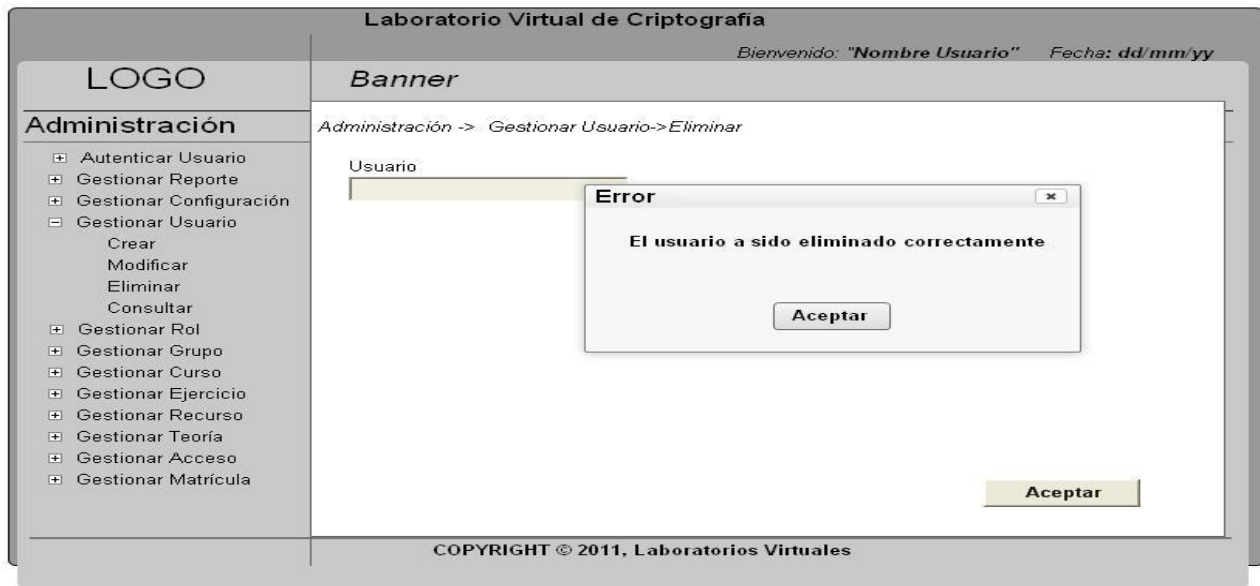 Laboratorio Virtual de Criptografía
Bienvenido: "Nombre Usuario" Fecha: dd/mm/yy
LOGO
Banner
Administración
Autenticar Usuario
Gestionar Reporte
Gestionar Configuración
Gestionar Usuario
Crear
Modificar
Eliminar
Consultar
Gestionar Rol
Gestionar Grupo
Gestionar Curso
Gestionar Ejercicio
Gestionar Recurso
Gestionar Teoría
Gestionar Acceso
Gestionar Matrícula
Administración -> Gestionar Usuario->Eliminar
Usuario
Error
El usuario a sido eliminado correctamente
Aceptar
Aceptar
COPYRIGHT © 2011, Laboratorios Virtuales